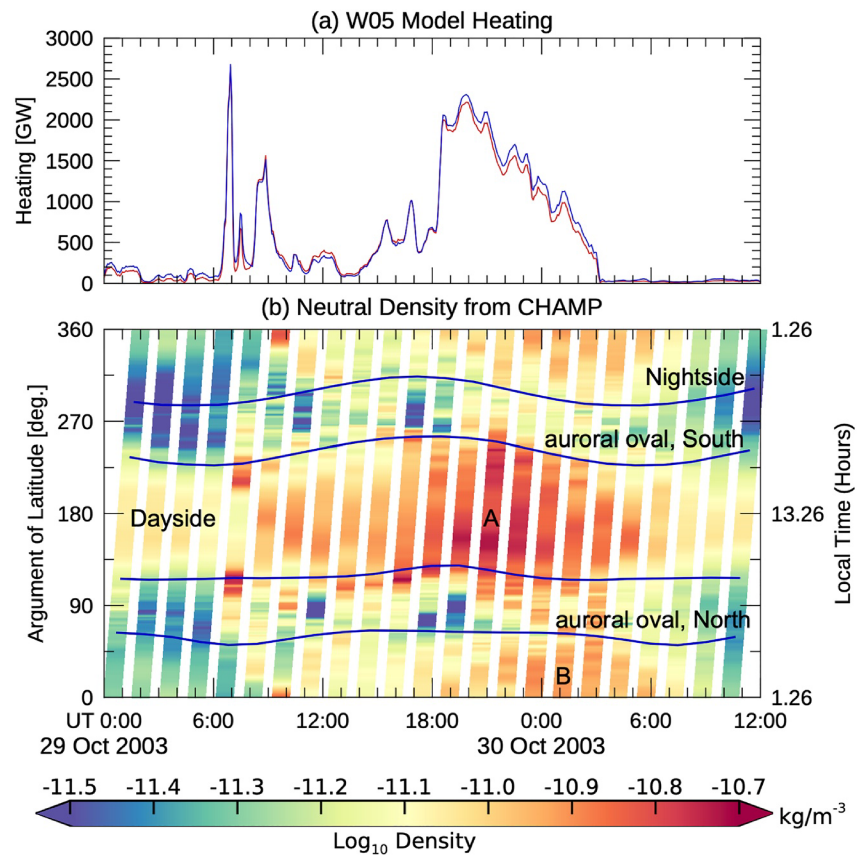 (a) W05 Model Heating
3000
2500
2000
1500
1000
500
0
Heating [GW]
(b) Neutral Density from CHAMP
360
270
180
90
0
Argument of Latitude [deg.]
1.26
13.26
1.26
Local Time (Hours)
Nightside
auroral oval, South
Dayside
A
auroral oval, North
B
UT 0:00 6:00 12:00 18:00 0:00 6:00 12:00
29 Oct 2003 30 Oct 2003
-11.5 -11.4 -11.3 -11.2 -11.1 -11.0 -10.9 -10.8 -10.7
kg/m⁻³
Log₁₀ Density